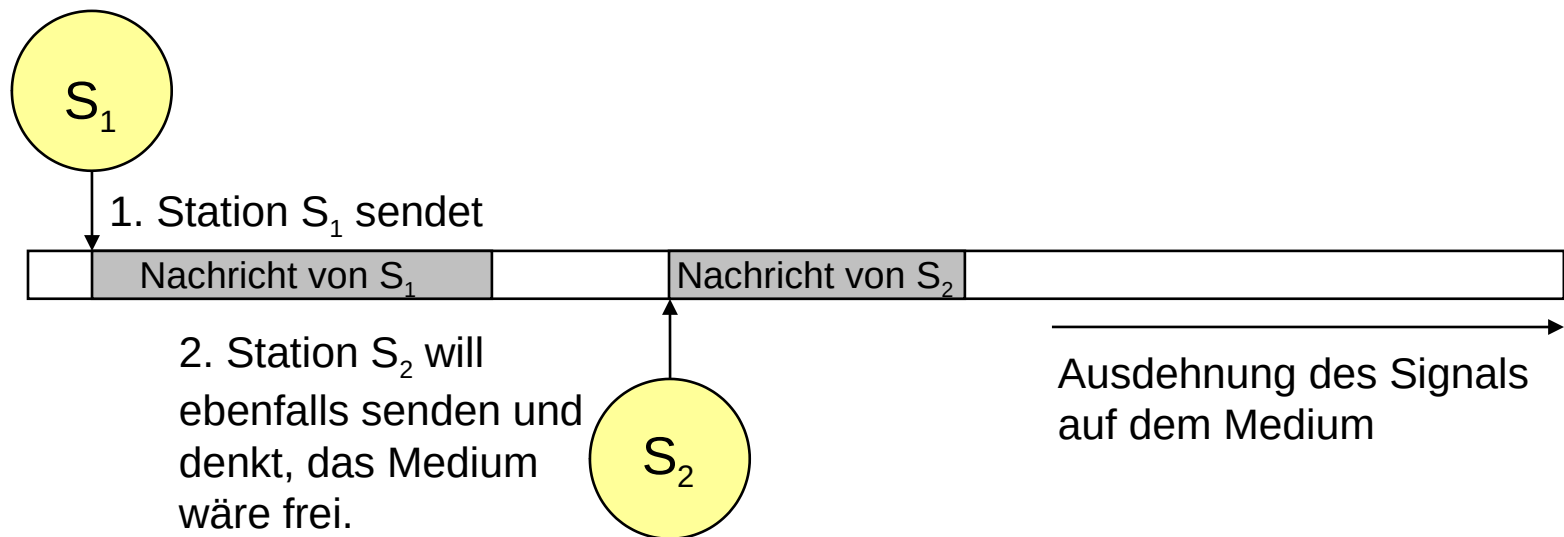 S₁
1. Station S₁ sendet
Nachricht von S₁
Nachricht von S₂
2. Station S₂ will
ebenfalls senden und
denkt, das Medium
wäre frei.
S₂
Ausdehnung des Signals
auf dem Medium